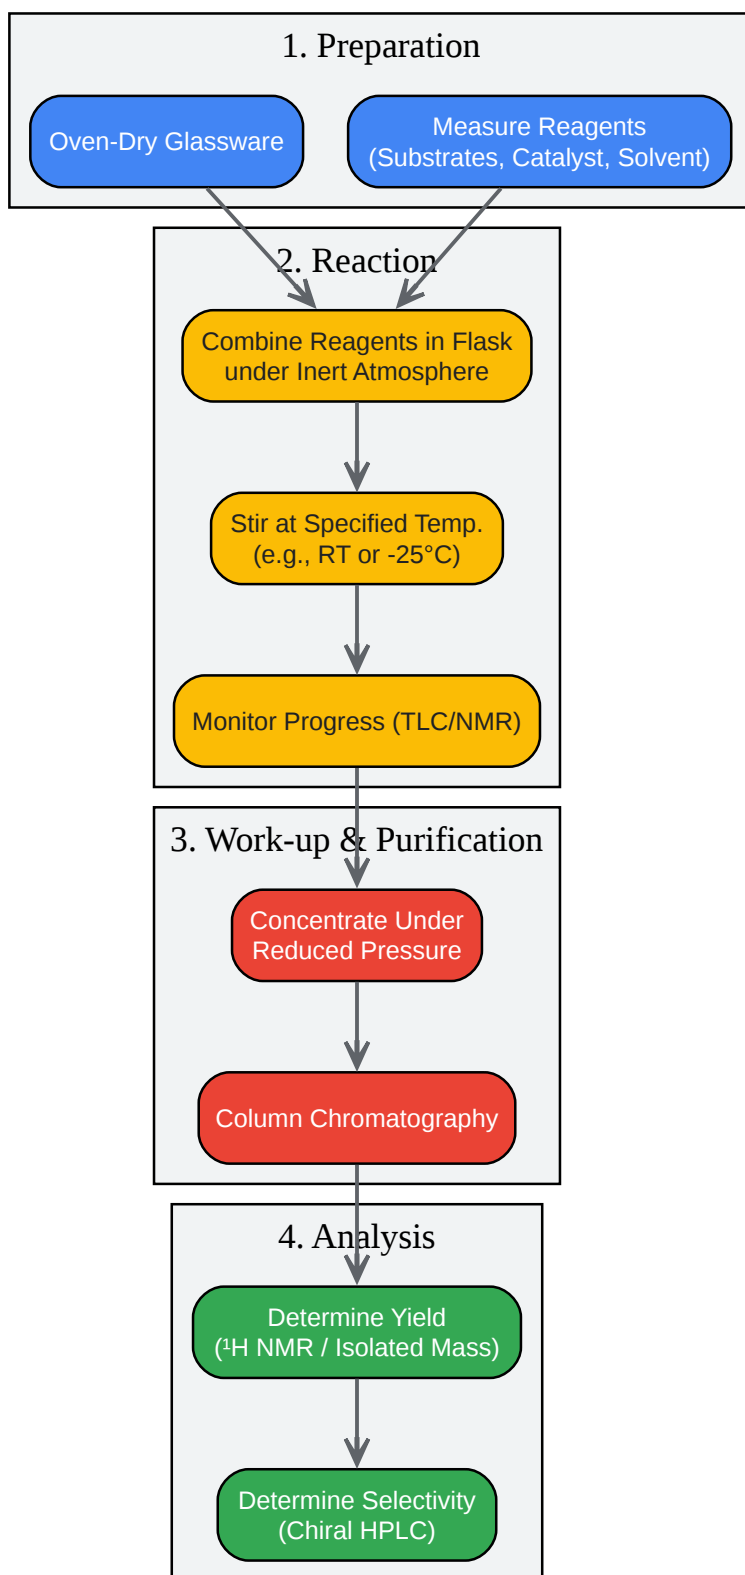 1. Preparation
Oven-Dry Glassware
Measure Reagents
(Substrates, Catalyst, Solvent)
2. Reaction
Combine Reagents in Flask
under Inert Atmosphere
Stir at Specified Temp.
(e.g., RT or -25°C)
Monitor Progress (TLC/NMR)
3. Work-up & Purification
Concentrate Under
Reduced Pressure
Column Chromatography
4. Analysis
Determine Yield
(¹H NMR / Isolated Mass)
Determine Selectivity
(Chiral HPLC)